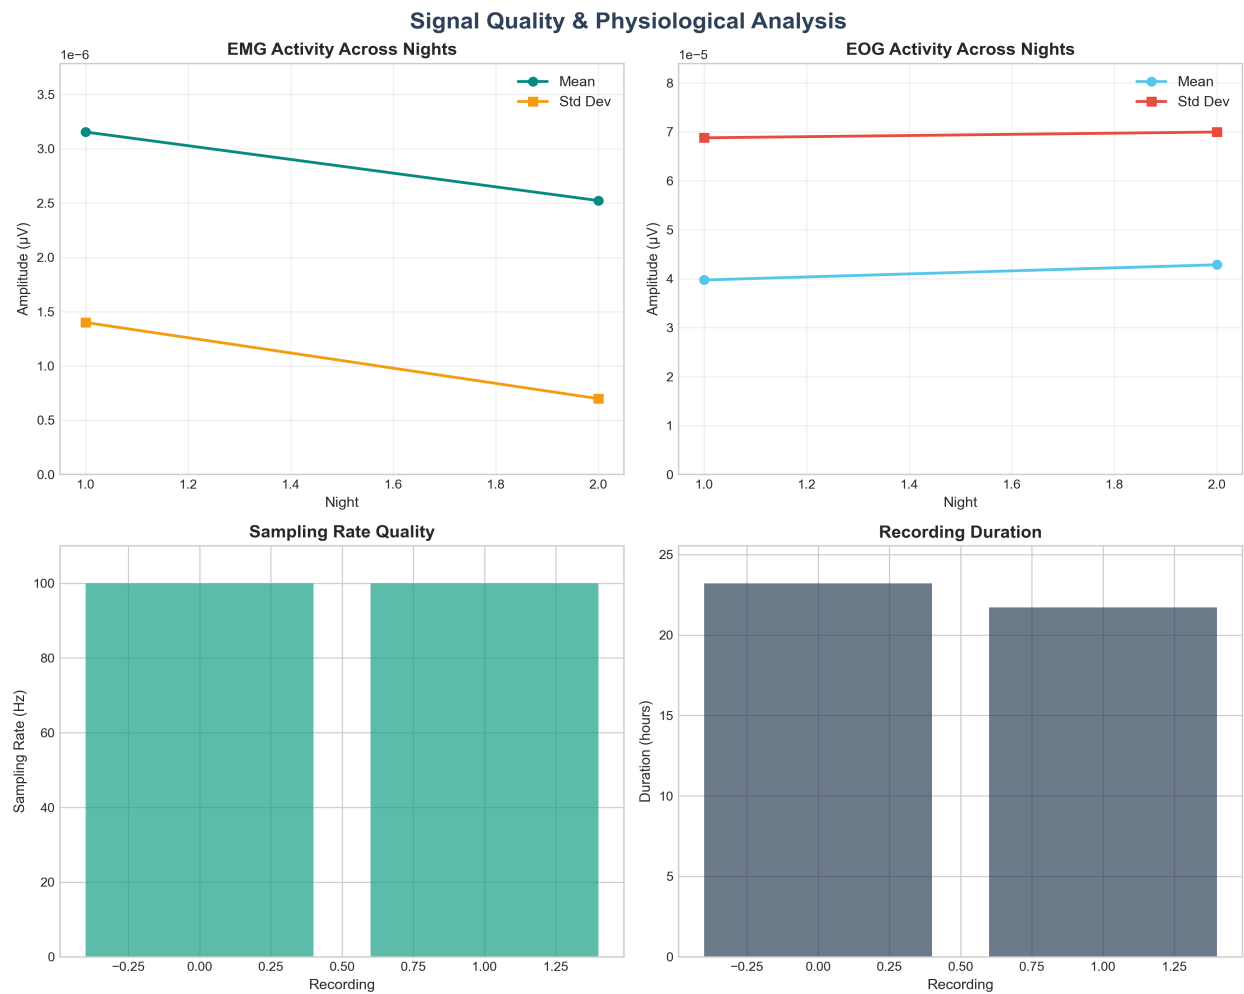 Signal Quality & Physiological Analysis
EMG Activity Across Nights
1e−6
Mean
Std Dev
3.5
3.0
2.5
2.0
1.5
1.0
0.5
0.0
Amplitude (μV)
1.0 1.2 1.4 1.6 1.8 2.0
Night
EOG Activity Across Nights
1e−5
Mean
Std Dev
8
7
6
5
4
3
2
1
0
Amplitude (μV)
1.0 1.2 1.4 1.6 1.8 2.0
Night
Sampling Rate Quality
100
80
60
40
20
0
Sampling Rate (Hz)
−0.25 0.00 0.25 0.50 0.75 1.00 1.25
Recording
Recording Duration
25
20
15
10
5
0
Duration (hours)
−0.25 0.00 0.25 0.50 0.75 1.00 1.25
Recording